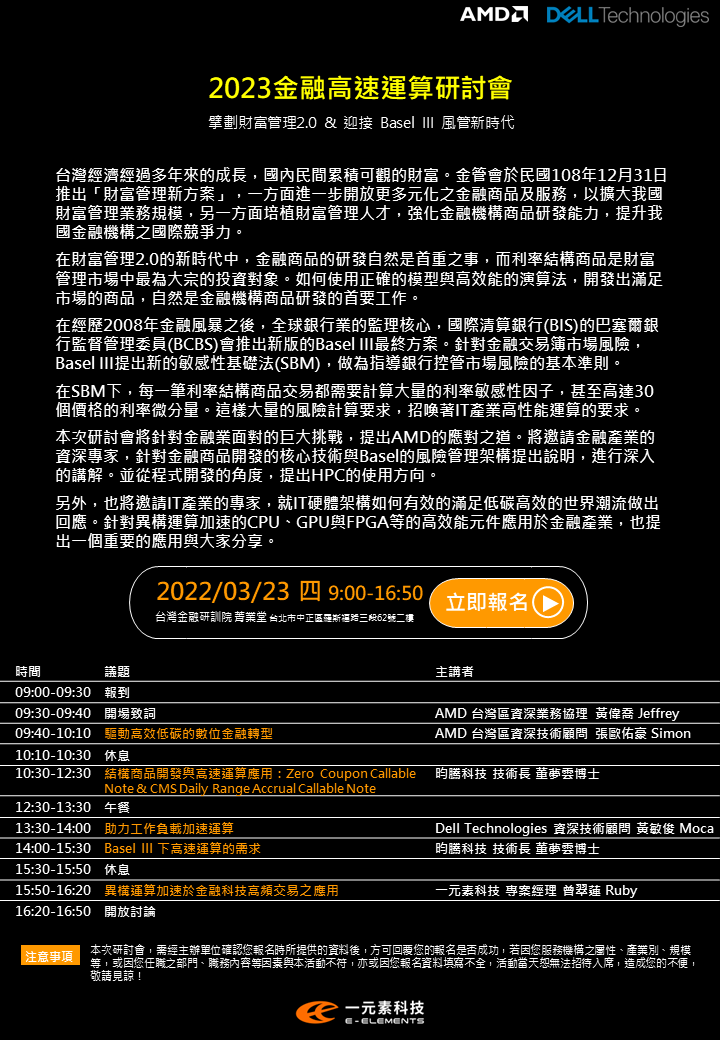 AMD DELLTechnologies
2023金融高速運算研討會
擘劃財富管理2.0 & 迎接 Basel III 風管新時代
台灣經濟經過多年來的成長，國內民間累積可觀的財富。金管會於民國108年12月31日
推出「財富管理新方案」，一方面進一步開放更多元化之金融商品及服務，以擴大我國
財富管理業務規模，另一方面培植財富管理人才，強化金融機構商品研發能力，提升我
國金融機構之國際競爭力。
在財富管理2.0的新時代中，金融商品的研發自然是首重之事，而利率結構商品是財富
管理市場中最為大宗的投資對象。如何使用正確的模型與高效能的演算法，開發出滿足
市場的商品，自然是金融機構商品研發的首要工作。
在經歷2008年金融風暴之後，全球銀行業的監理核心，國際清算銀行(BIS)的巴塞爾銀
行監督管理委員(BCBS)會推出新版的Basel III最終方案。針對金融交易簿市場風險，
Basel III提出新的敏感性基礎法(SBM)，做為指導銀行控管市場風險的基本準則。
在SBM下，每一筆利率結構商品交易都需要計算大量的利率敏感性因子，甚至高達30
個價格的利率微分量。這樣大量的風險計算要求，招喚著IT產業高性能運算的要求。
本次研討會將針對金融業面對的巨大挑戰，提出AMD的應對之道。將邀請金融產業的
資深專家，針對金融商品開發的核心技術與Basel的風險管理架構提出說明，進行深入
的講解。並從程式開發的角度，提出HPC的使用方向。
另外，也將邀請IT產業的專家，就IT硬體架構如何有效的滿足低碳高效的世界潮流做出
回應。針對異構運算加速的CPU、GPU與FPGA等的高效能元件應用於金融產業，也提
出一個重要的應用與大家分享。
2022/03/23 四 9:00-16:50
台灣金融研訓院 菁業堂 台北市中正區羅斯福路三段62號二樓
立即報名
時間 議題 主講者
09:00-09:30 報到
09:30-09:40 開場致詞 AMD 台灣區資深業務協理 黃偉喬 Jeffrey
09:40-10:10 驅動高效低碳的數位金融轉型 AMD 台灣區資深技術顧問 張歐佑豪 Simon
10:10-10:30 休息
10:30-12:30 結構商品開發與高速運算應用：Zero Coupon Callable 昀騰科技 技術長 董夢雲博士
Note & CMS Daily Range Accrual Callable Note
12:30-13:30 午餐
13:30-14:00 助力工作負載加速運算 Dell Technologies 資深技術顧問 黃敏俊 Moca
14:00-15:30 Basel III 下高速運算的需求 昀騰科技 技術長 董夢雲博士
15:30-15:50 休息
15:50-16:20 異構運算加速於金融科技高頻交易之應用 一元素科技 專案經理 曾翠蓮 Ruby
16:20-16:50 開放討論
注意事項
本次研討會，需經主辦單位確認您報名時所提供的資料後，方可回覆您的報名是否成功，若因您服務機構之屬性、產業別、規模
等，或因您任職之部門、職務內容等因素與本活動不符，亦或因您報名資料填寫不全，活動當天恕無法招待入席，造成您的不便，
敬請見諒！
一元素科技
E-ELEMENTS